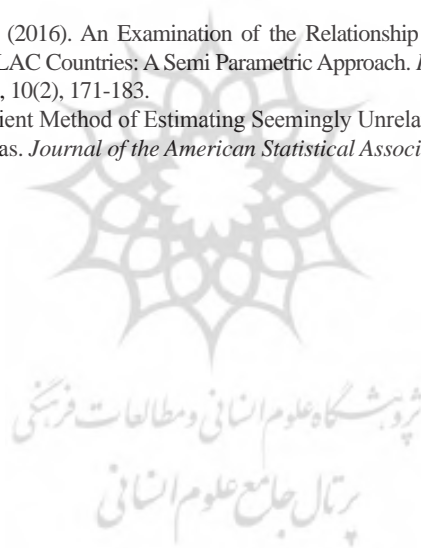 (2016). An Examination of the Relationship
LAC Countries: A Semi Parametric Approach.
, 10(2), 171-183.
ient Method of Estimating Seemingly Unrela
as. Journal of the American Statistical Associ
پژوهشگاه علوم انسانی و مطالعات فرهنگی
پرتال جامع علوم انسانی